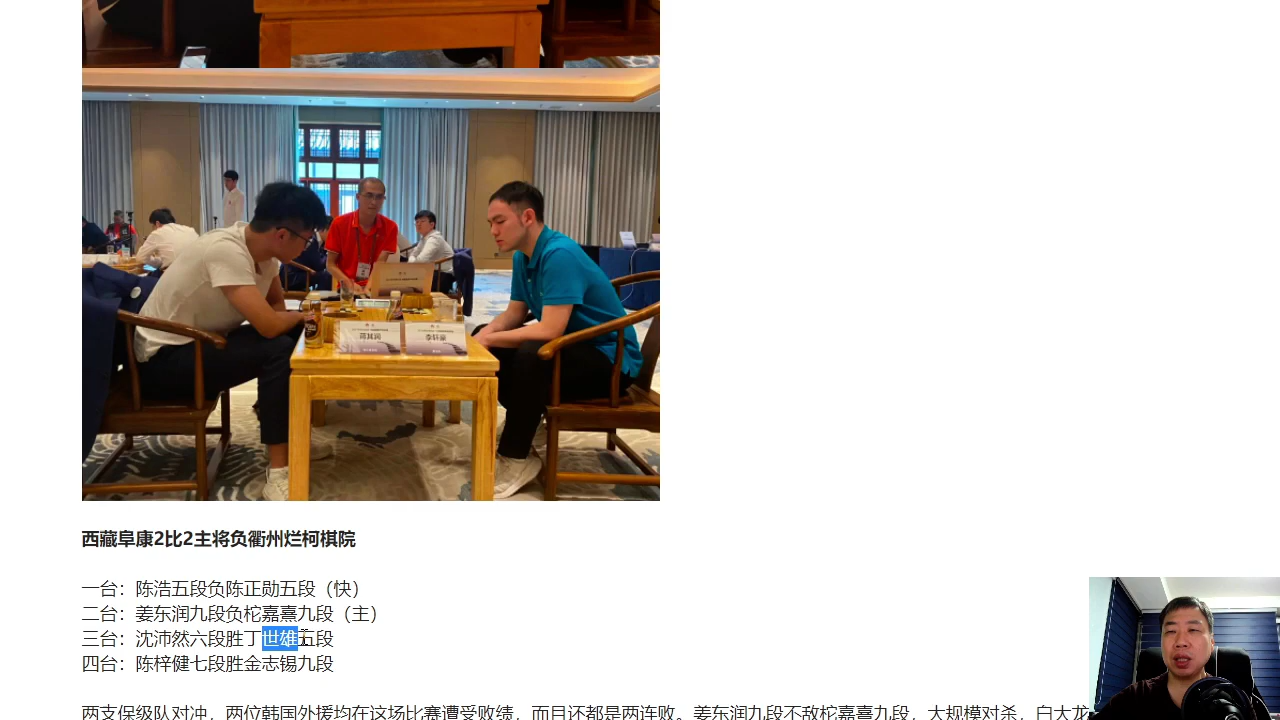 蒋其润
李轩豪
西藏阜康2比2主将负衢州烂柯棋院
一台：陈浩五段负陈正勋五段（快）
二台：姜东润九段负柁嘉熹九段（主）
三台：沈沛然六段胜丁世雄五段
四台：陈梓健七段胜金志锡九段
两支保级队对冲，两位韩国外援均在这场比赛遭受败绩，而且还都是两连败。姜东润九段不敌柁嘉熹九段，大规模对杀，白大龙